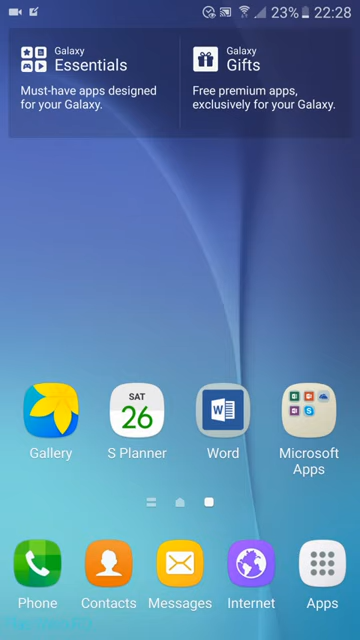 23% 22:28
Galaxy
Essentials
Must-have apps designed
for your Galaxy.
Galaxy
Gifts
Free premium apps,
exclusively for your Galaxy.
SAT
26
Gallery
S Planner
Word
Microsoft
Apps
Phone
Contacts
Messages
Internet
Apps